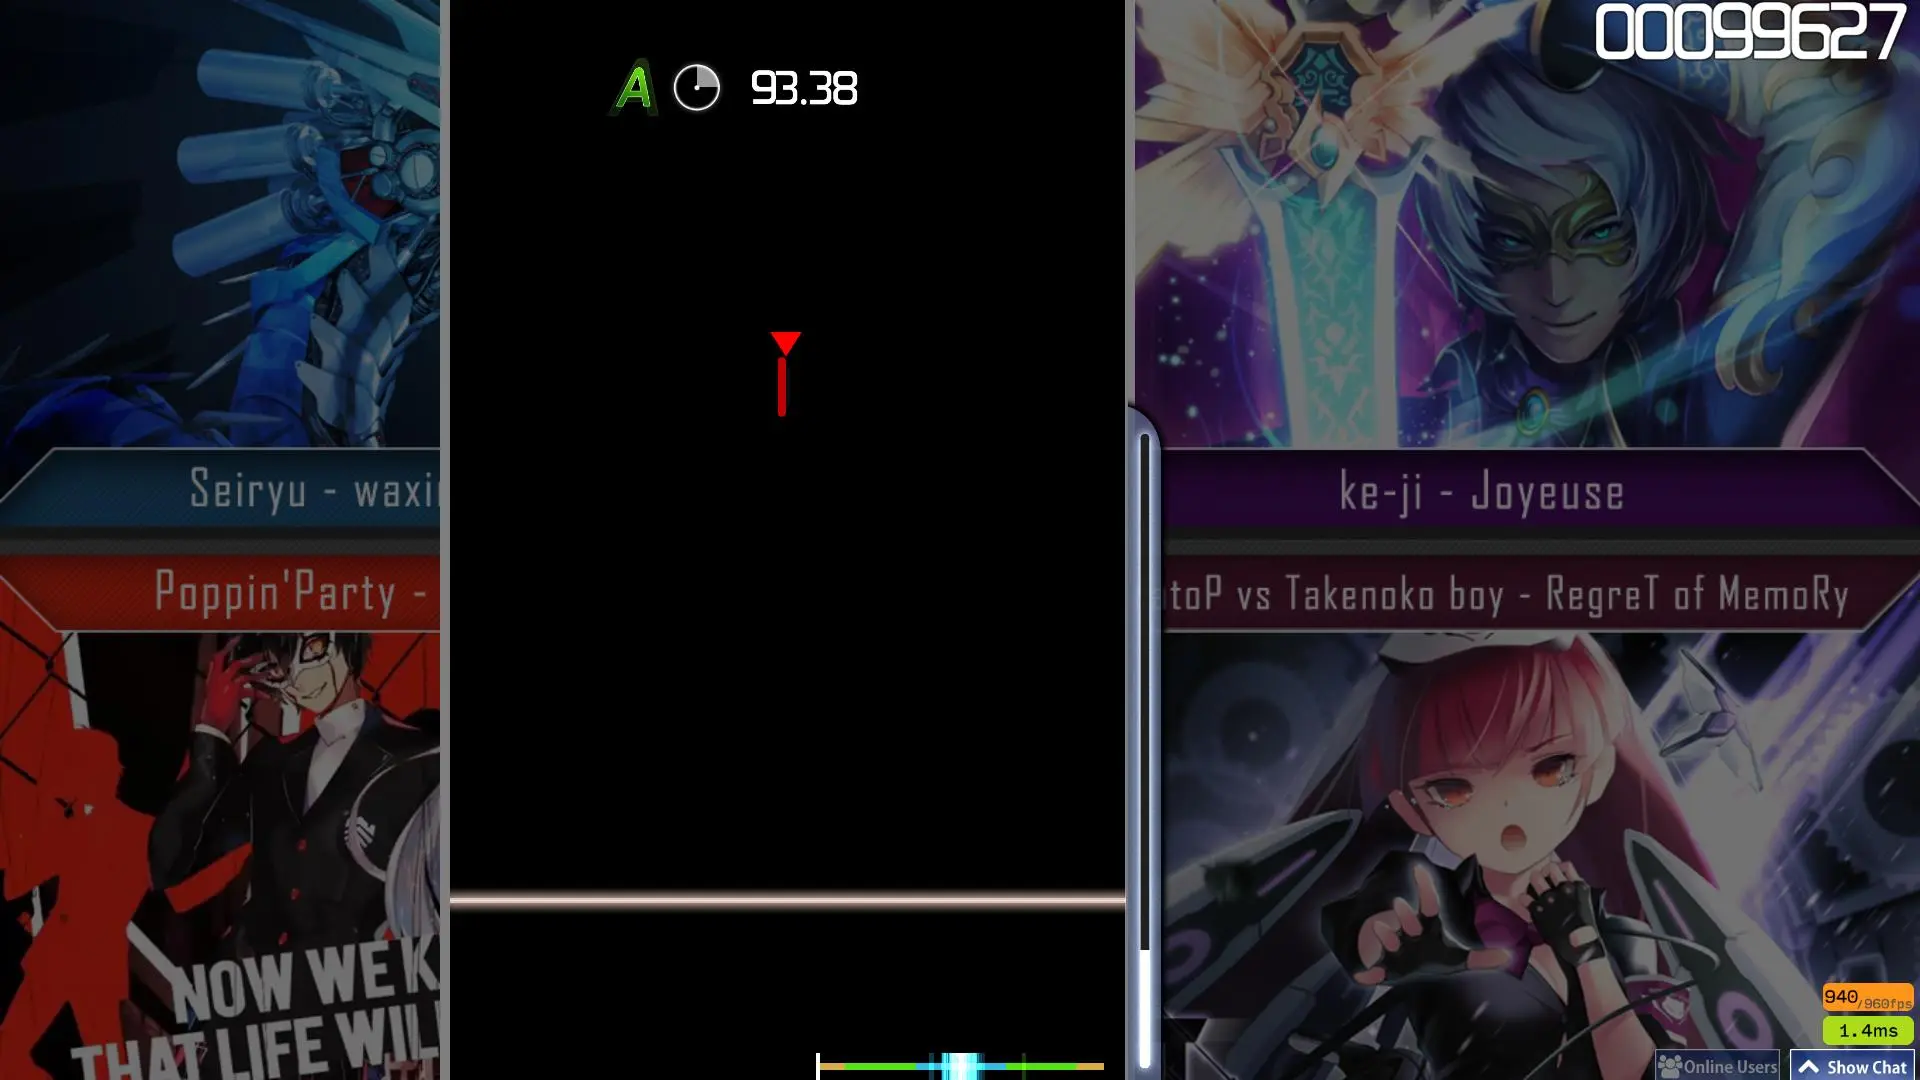 00099627
A 93.38
Seiryu - waxi
ke-ji - Joyeuse
Poppin'Party -
toP vs Takenoko boy - RegreT of MemoRy
NOW WE K
THAT LIFE WIL
940/960fps
1.4ms
Online Users
Show Chat